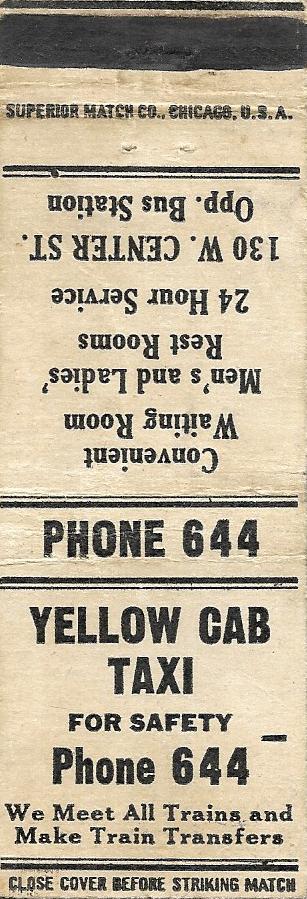 SUPERIOR MATCH CO., CHICAGO, U.S.A.
Convenient
Waiting Room
Men's and Ladies'
Rest Rooms
24 Hour Service
130 W. CENTER ST.
Opp. Bus Station
PHONE 644
YELLOW CAB
TAXI
FOR SAFETY
Phone 644
We Meet All Trains and
Make Train Transfers
CLOSE COVER BEFORE STRIKING MATCH